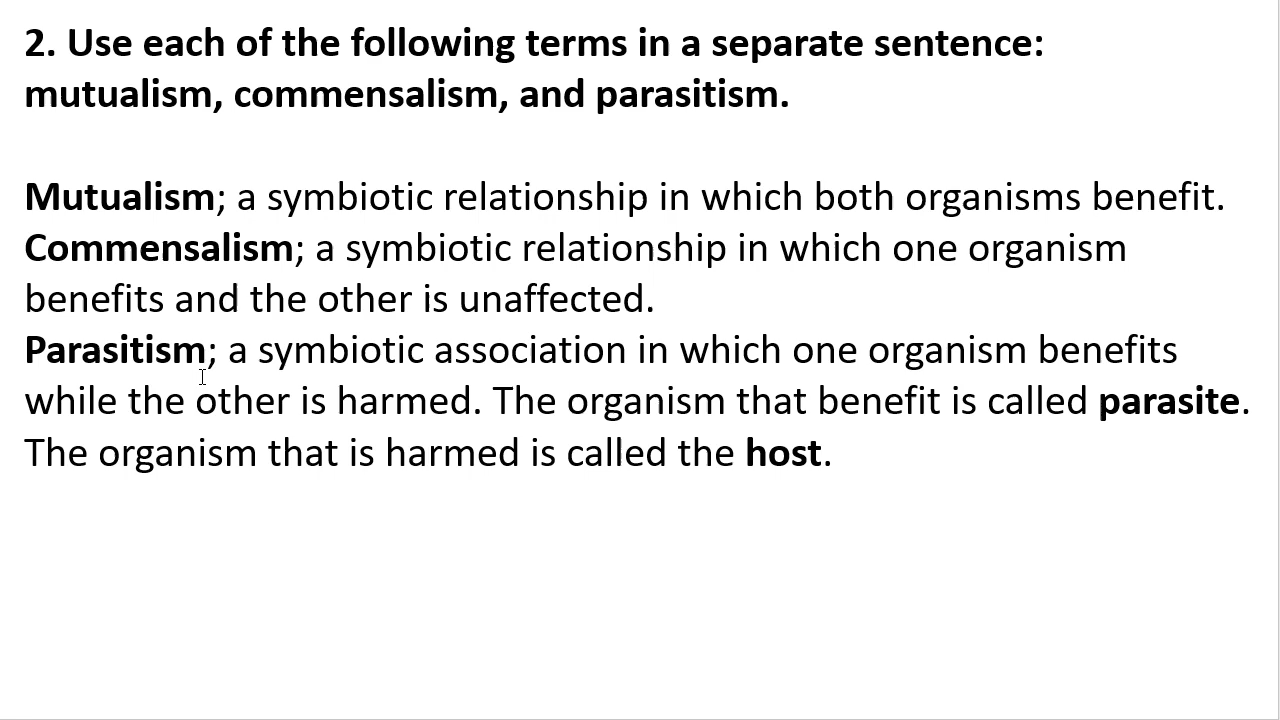 2. Use each of the following terms in a separate sentence:
mutualism, commensalism, and parasitism.
Mutualism; a symbiotic relationship in which both organisms benefit.
Commensalism; a symbiotic relationship in which one organism
benefits and the other is unaffected.
Parasitism; a symbiotic association in which one organism benefits
while the other is harmed. The organism that benefit is called parasite.
The organism that is harmed is called the host.